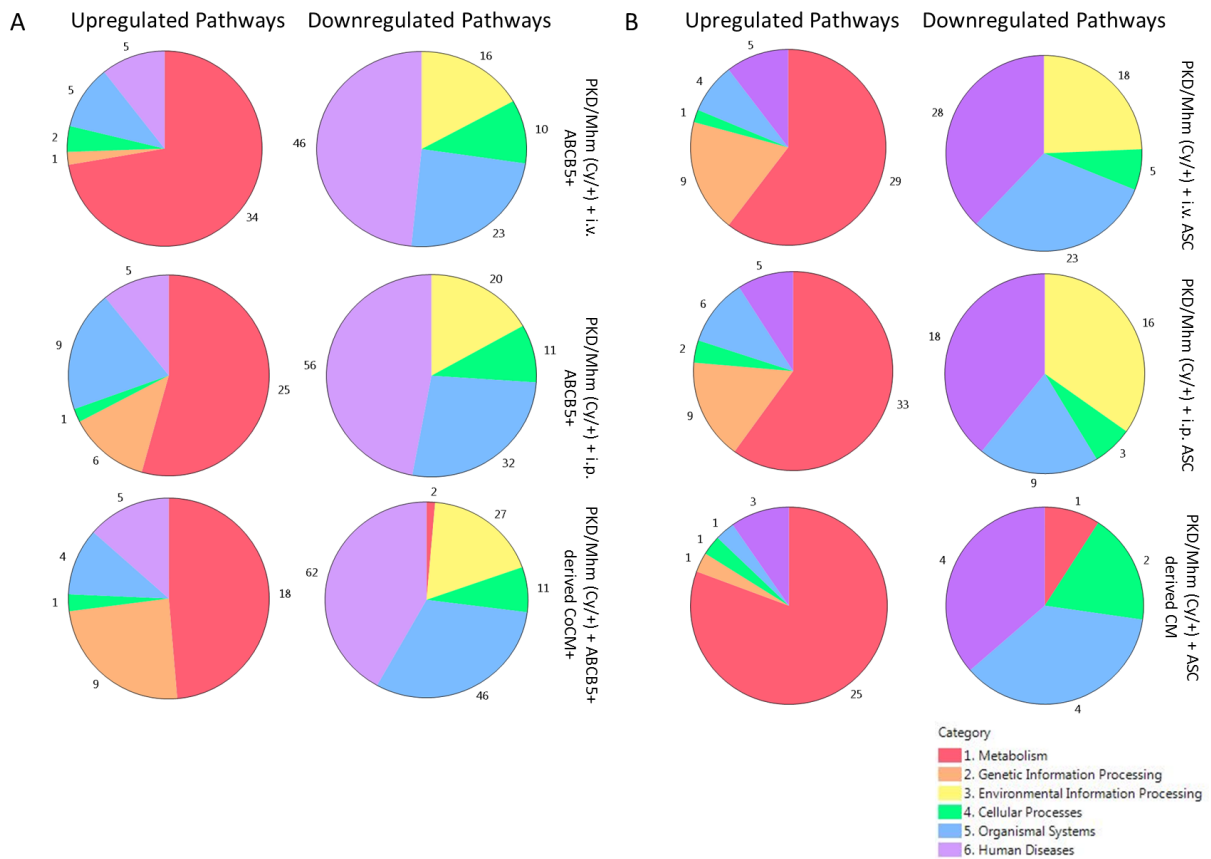 A
Upregulated Pathways
Downregulated Pathways
5
5
2
1
34
16
10
23
46
PKD/Mhm (Cy/+) + i.v.
ABCB5+
5
9
1
6
25
20
11
32
56
PKD/Mhm (Cy/+) + i.p.
ABCB5+
5
4
1
9
18
2
27
11
46
62
PKD/Mhm (Cy/+) + ABCB5+
derived CoCM+
B
Upregulated Pathways
Downregulated Pathways
5
4
1
9
29
18
5
23
28
PKD/Mhm (Cy/+) + i.v. ASC
5
6
2
9
33
16
3
9
18
PKD/Mhm (Cy/+) + i.p. ASC
3
1
1
1
25
1
2
4
4
PKD/Mhm (Cy/+) + ASC
derived CM
Category
1. Metabolism
2. Genetic Information Processing
3. Environmental Information Processing
4. Cellular Processes
5. Organismal Systems
6. Human Diseases